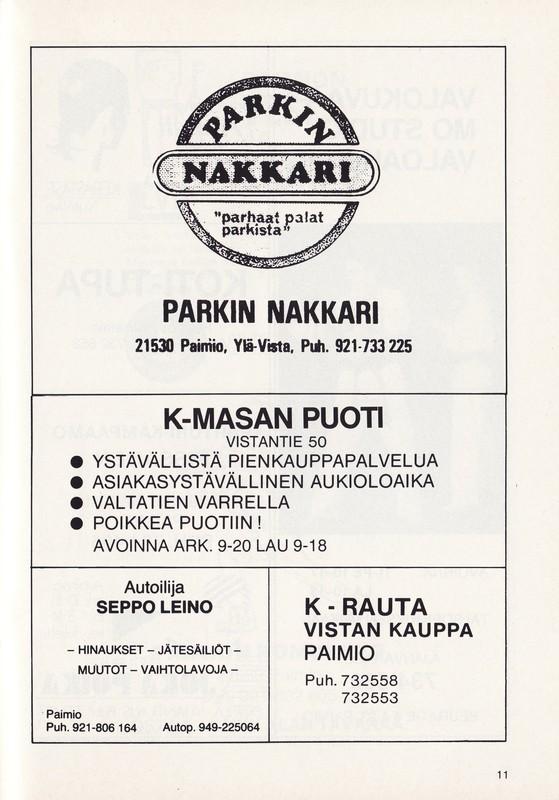 PARKIN
NAKKARI
"parhaat palat
parkista"
PARKIN NAKKARI
21530 Paimio, Ylä-Vista, Puh. 921-733 225
K-MASAN PUOTI
VISTANTIE 50
● YSTÄVÄLLISTÄ PIENKAUPPAPALVELUA
● ASIAKASYSTÄVÄLLINEN AUKIOLOAIKA
● VALTATIEN VARRELLA
● POIKKEA PUOTIIN!
AVOINNA ARK. 9-20 LAU 9-18
Autoilija
SEPPO LEINO
– HINAUKSET – JÄTESÄILIÖT –
MUUTOT – VAIHTOLAVOJA –
Paimio
Puh. 921-806 164 Autop. 949-225064
K - RAUTA
VISTAN KAUPPA
PAIMIO
Puh. 732558
732553
11